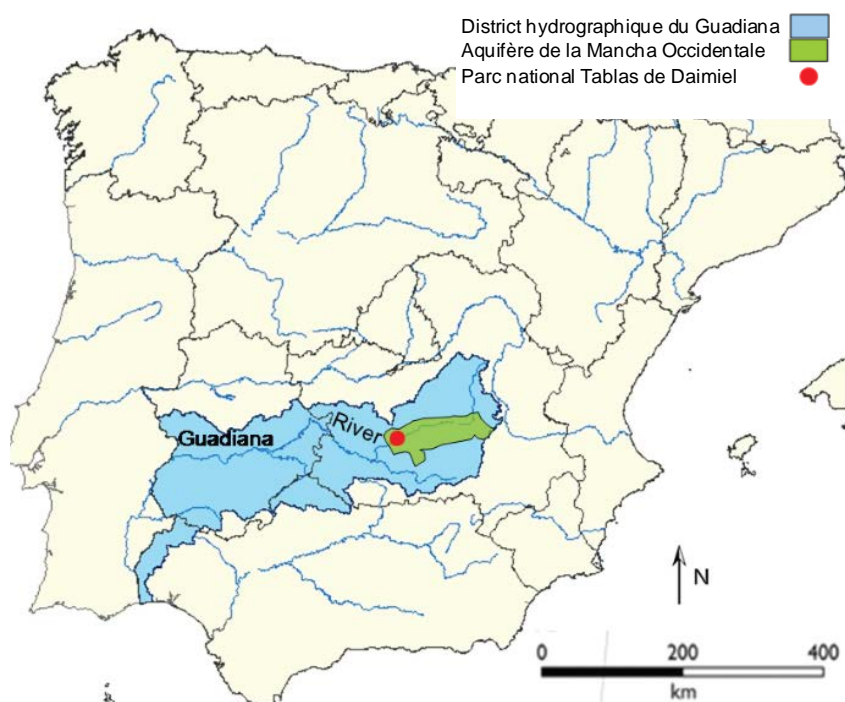 District hydrographique du Guadiana
Aquifère de la Mancha Occidentale
Parc national Tablas de Daimiel
Guadiana
River
N
0 200 400
km